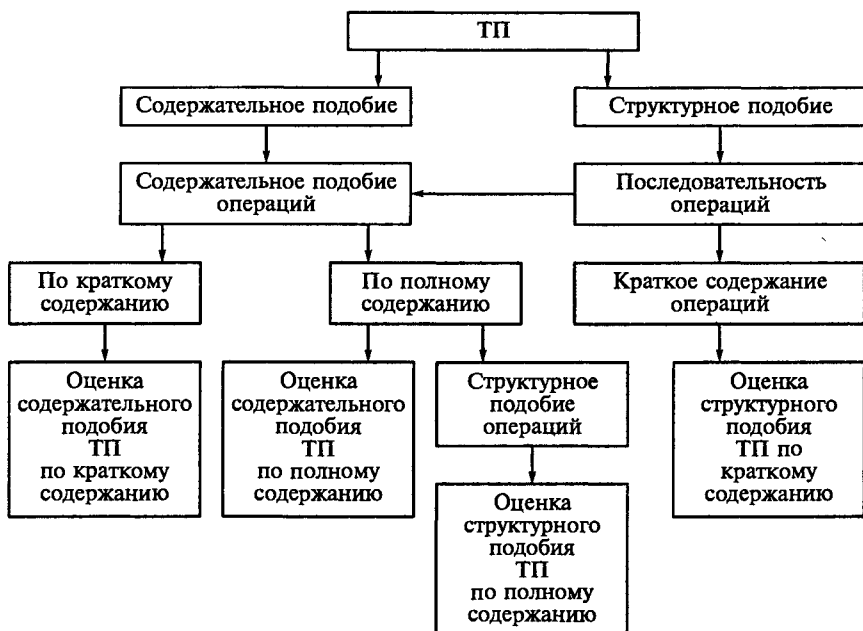 ТП
Содержательное подобие
Структурное подобие
Содержательное подобие
операций
Последовательность
операций
По краткому
содержанию
По полному
содержанию
Краткое содержание
операций
Оценка
содержательного
подобия
ТП
по краткому
содержанию
Оценка
содержательного
подобия
ТП
по полному
содержанию
Структурное
подобие
операций
Оценка
структурного
подобия
ТП по
краткому
содержанию
Оценка
структурного
подобия
ТП
по полному
содержанию